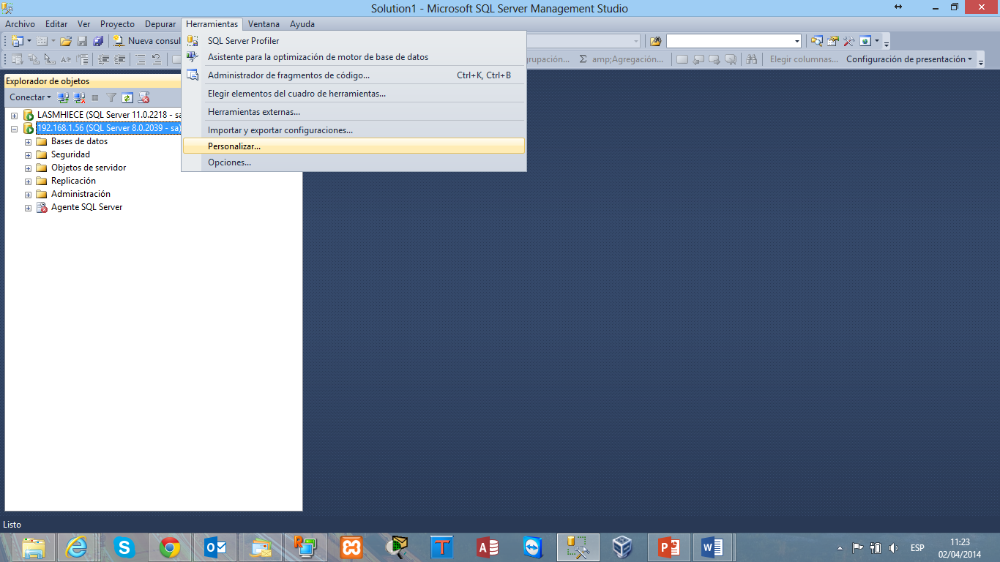 Solution1 - Microsoft SQL Server Management Studio
Archivo Editar Ver Proyecto Depurar Herramientas Ventana Ayuda
Nueva consul
SQL Server Profiler
Asistente para la optimización de motor de base de datos
grupación... Σ amp;Agregación... Elegir columnas... Configuración de presentación
Administrador de fragmentos de código... Ctrl+K, Ctrl+B
Explorador de objetos
Elegir elementos del cuadro de herramientas...
Conectar
Herramientas externas...
LASMHIECE (SQL Server 11.0.2218 - sa
192.168.1.56 (SQL Server 8.0.2039 - sa)
Importar y exportar configuraciones...
Bases de datos
Personalizar...
Seguridad
Opciones...
Objetos de servidor
Replicación
Administración
Agente SQL Server
Listo
ESP
11:23
02/04/2014